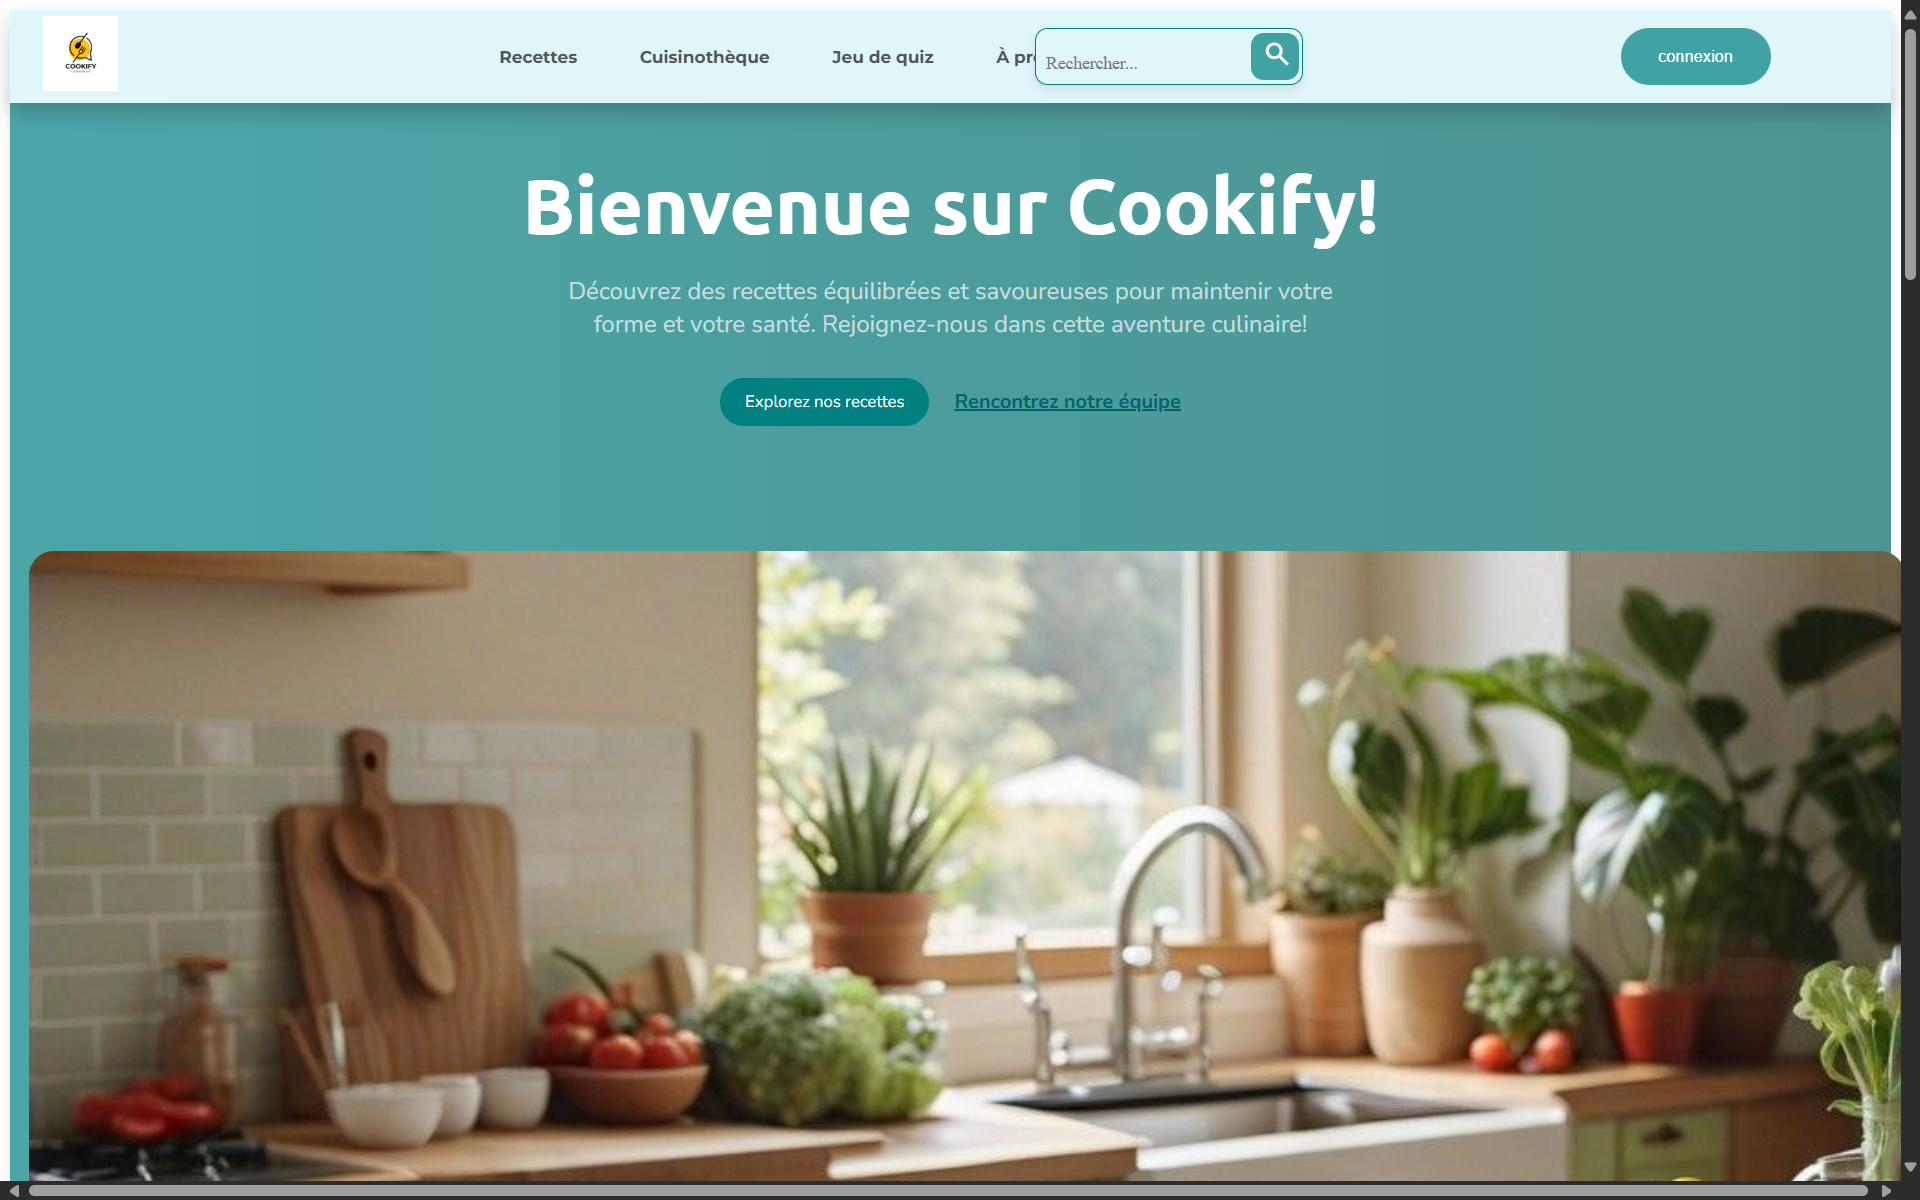 COOKIFY
Recettes
Cuisinothèque
Jeu de quiz
À pr
Rechercher...
connexion
Bienvenue sur Cookify!
Découvrez des recettes équilibrées et savoureuses pour maintenir votre
forme et votre santé. Rejoignez-nous dans cette aventure culinaire!
Explorez nos recettes
Rencontrez notre équipe